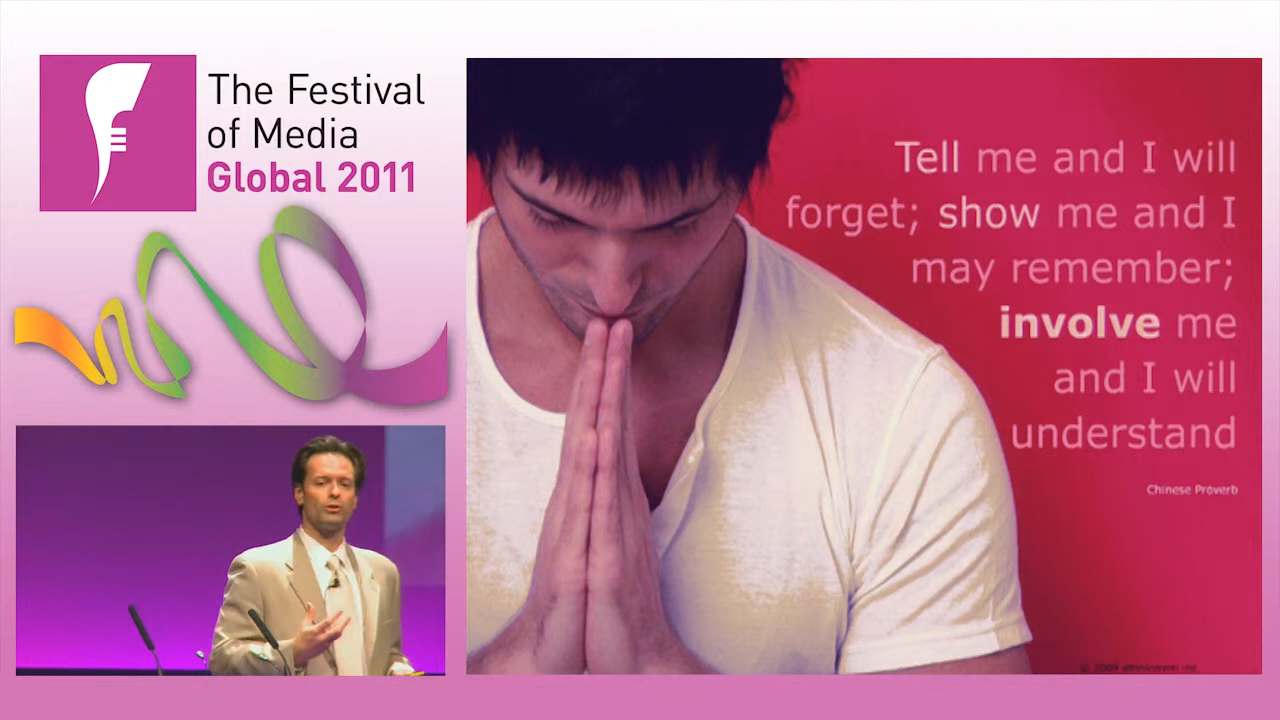 The Festival
of Media
Global 2011
Tell me and I will
forget; show me and I
may remember;
involve me
and I will
understand
Chinese Proverb